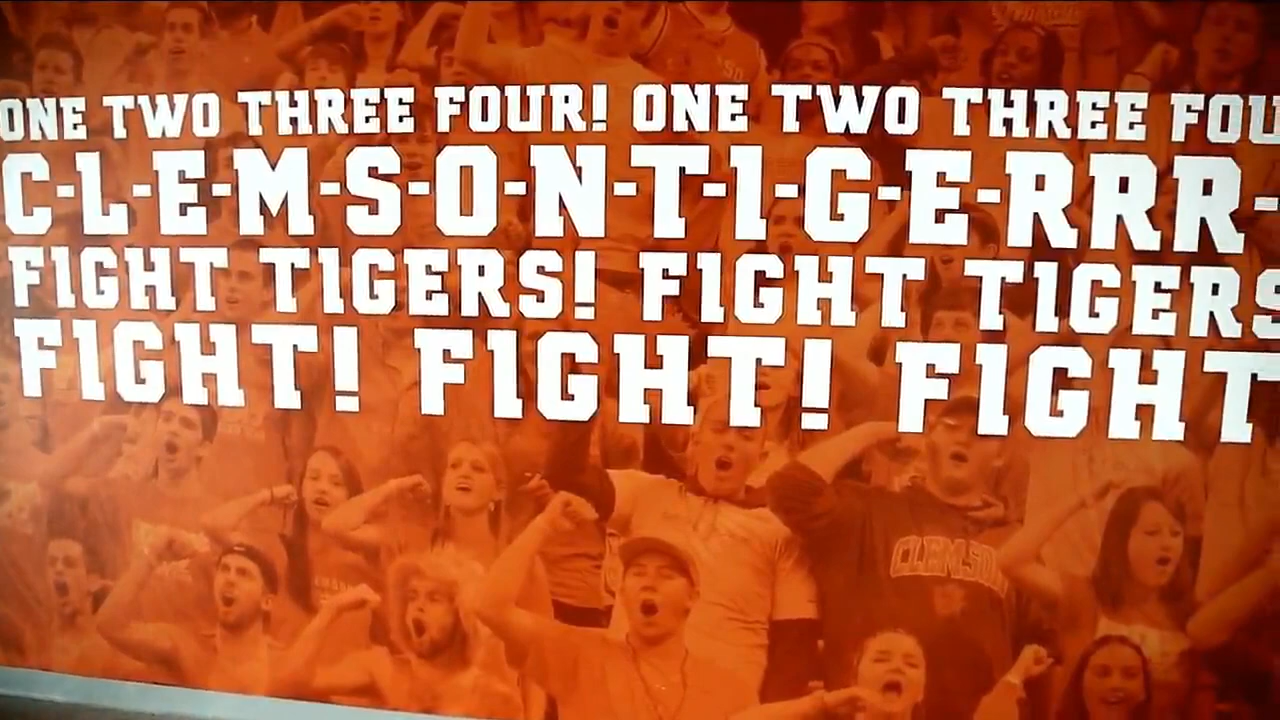 ONE TWO THREE FOUR! ONE TWO THREE FOU
C-L-E-M-S-O-N-T-I-G-E-RRR-
FIGHT TIGERS! FIGHT TIGERS
FIGHT! FIGHT! FIGHT
CLEMSON